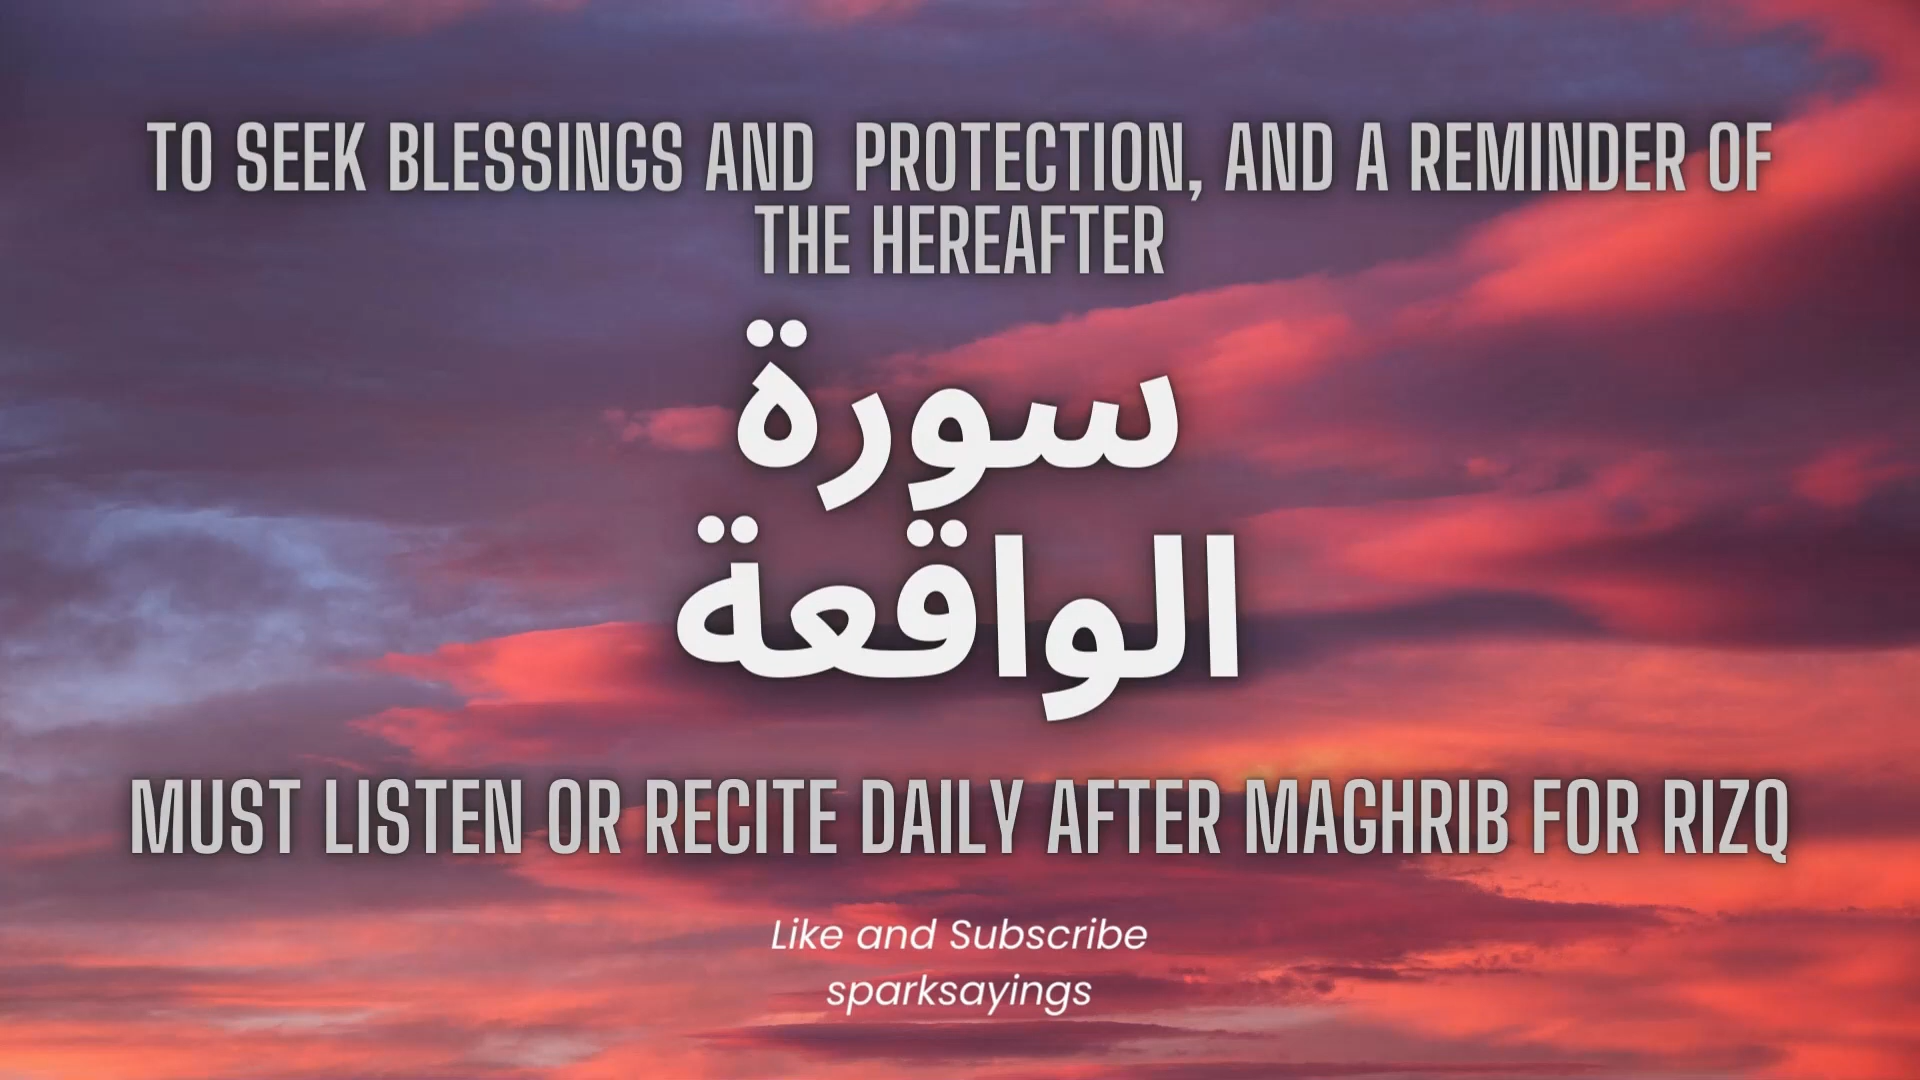 TO SEEK BLESSINGS AND PROTECTION, AND A REMINDER OF
THE HEREAFTER
سورة
الواقعة
MUST LISTEN OR RECITE DAILY AFTER MAGHRIB FOR RIZQ
Like and Subscribe
sparksayings